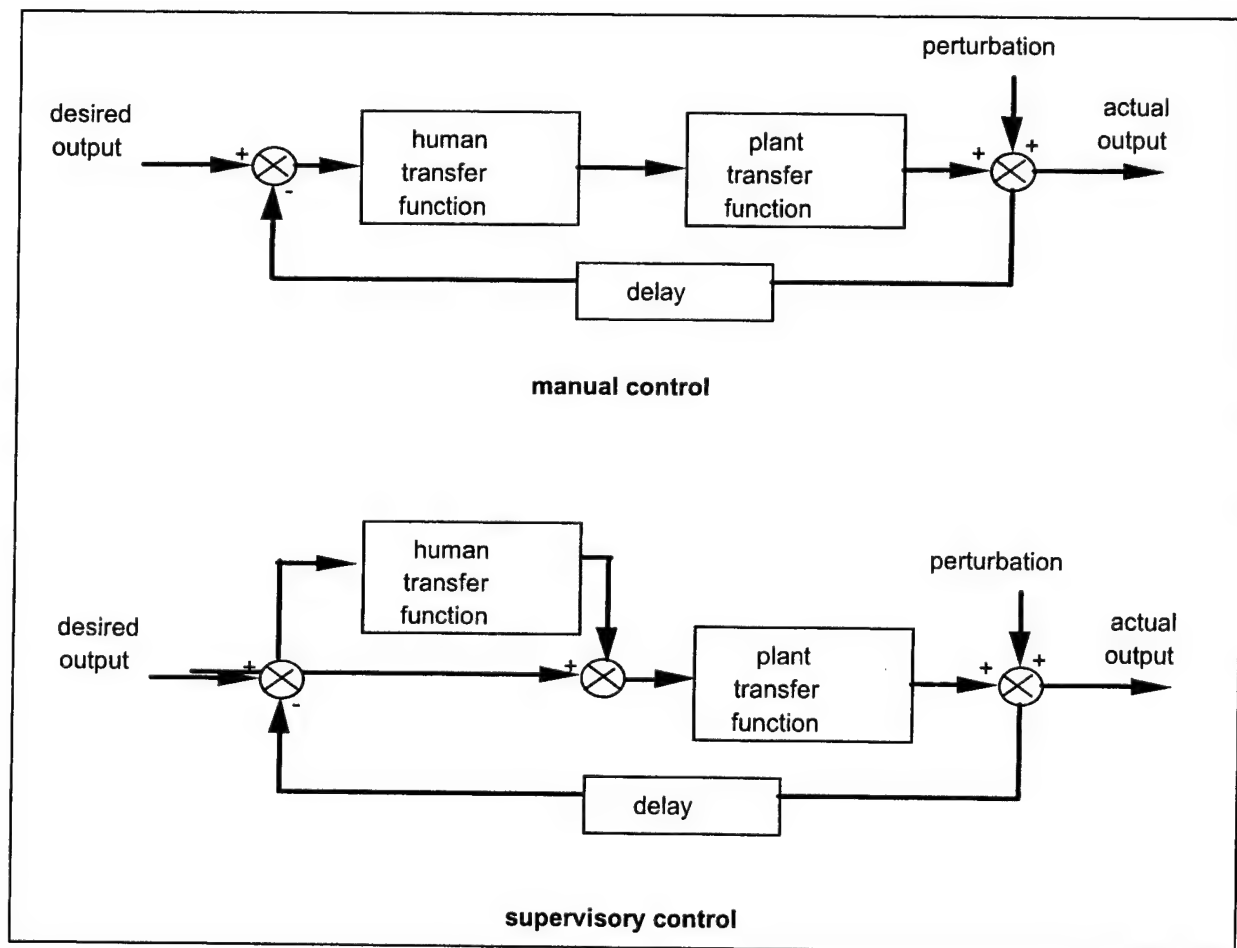 perturbation
desired
output
+
-
human
transfer
function
plant
transfer
function
+
+
actual
output
delay
manual control
human
transfer
function
perturbation
desired
output
+
-
+
plant
transfer
function
+
+
actual
output
delay
supervisory control